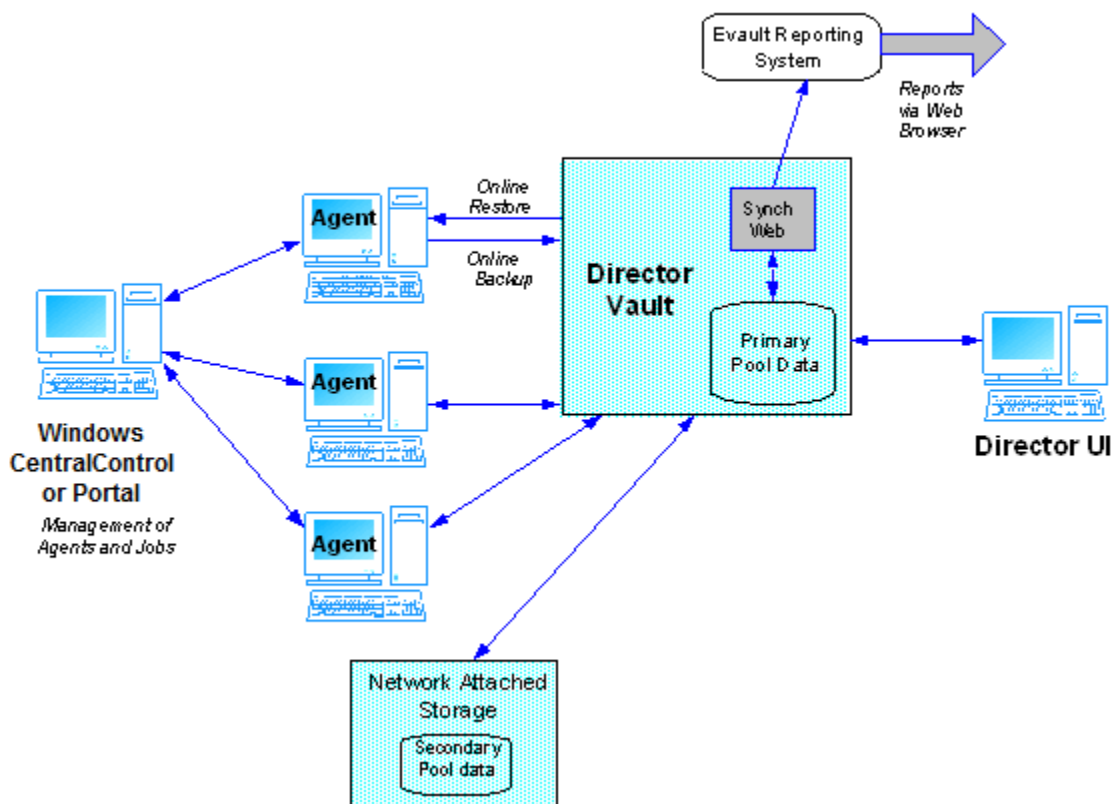 Evault Reporting
System
Reports
via Web
Browser
Online
Restore
Agent
Synch
Web
Online
Backup
Director
Vault
Primary
Pool Data
Agent
Windows
CentralControl
or Portal
Management of
Agents and Jobs
Director UI
Agent
Network Attached
Storage
Secondary
Pool data